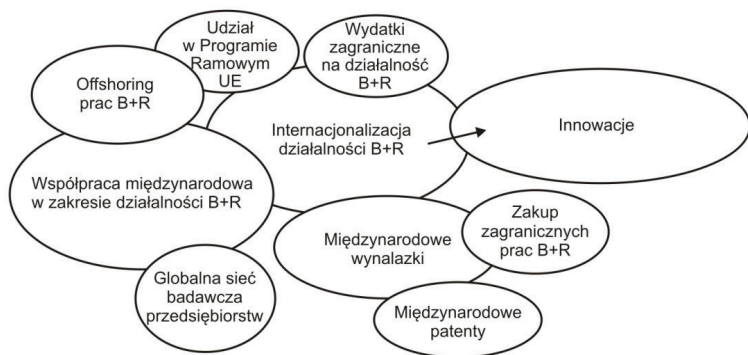 Udział
w Programie
Ramowym
UE
Wydatki
zagraniczne
na działalność
B+R
Offshoring
prac B+R
Internacjonalizacja
działalności B+R
Innowacje
Współpraca międzynarodowa
w zakresie działalności B+R
Międzynarodowe
wynalazki
Zakup
zagranicznych
prac B+R
Globalna sieć
badawcza
przedsiębiorstw
Międzynarodowe
patenty